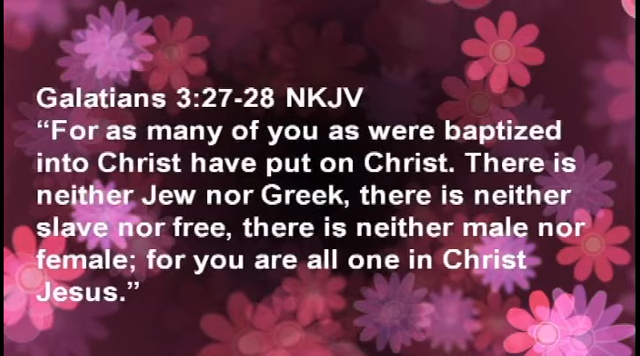 Galatians 3:27-28 NKJV
“For as many of you as were baptized
into Christ have put on Christ. There is
neither Jew nor Greek, there is neither
slave nor free, there is neither male nor
female; for you are all one in Christ
Jesus.”